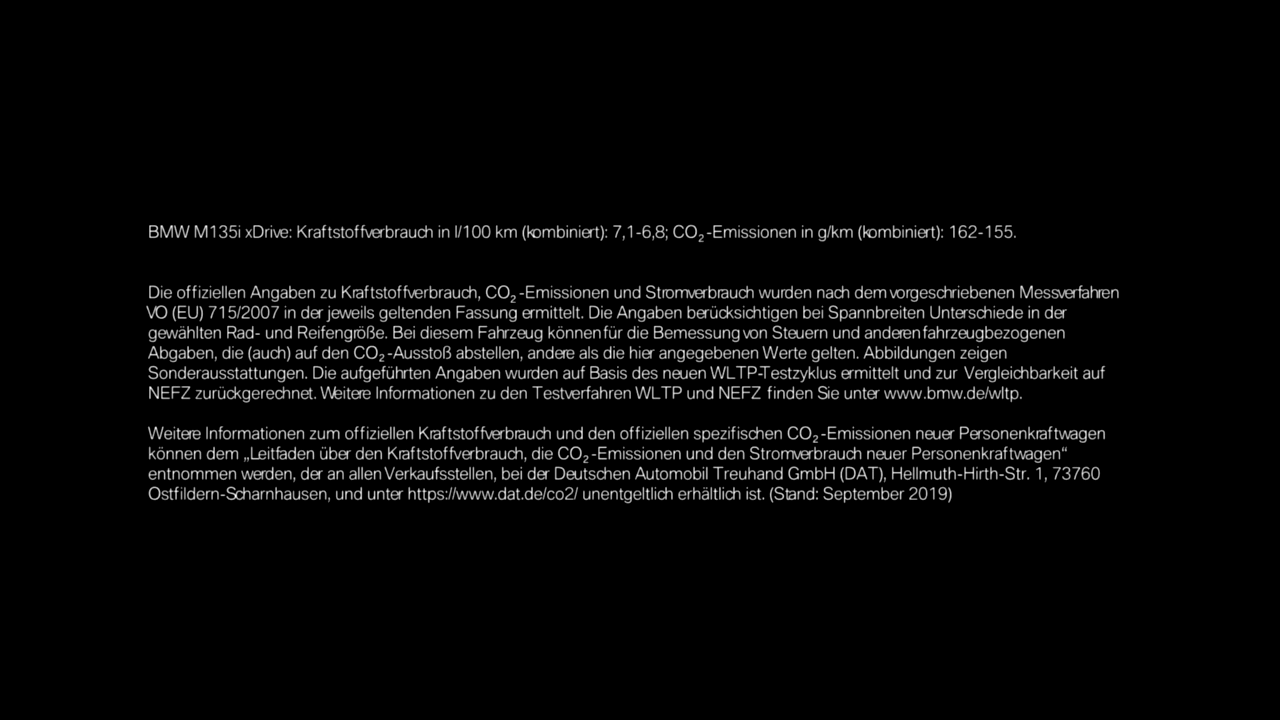 BMW M135i xDrive: Kraftstoffverbrauch in l/100 km (kombiniert): 7,1-6,8; CO₂-Emissionen in g/km (kombiniert): 162-155.
Die offiziellen Angaben zu Kraftstoffverbrauch, CO₂-Emissionen und Stromverbrauch wurden nach dem vorgeschriebenen Messverfahren
VO (EU) 715/2007 in der jeweils geltenden Fassung ermittelt. Die Angaben berücksichtigen bei Spannbreiten Unterschiede in der
gewählten Rad- und Reifengröße. Bei diesem Fahrzeug können für die Bemessung von Steuern und anderen fahrzeugbezogenen
Abgaben, die (auch) auf den CO₂-Ausstoß abstellen, andere als die hier angegebenen Werte gelten. Abbildungen zeigen
Sonderausstattungen. Die aufgeführten Angaben wurden auf Basis des neuen WLTP-Testzyklus ermittelt und zur Vergleichbarkeit auf
NEFZ zurückgerechnet. Weitere Informationen zu den Testverfahren WLTP und NEFZ finden Sie unter www.bmw.de/wltp.
Weitere Informationen zum offiziellen Kraftstoffverbrauch und den offiziellen spezifischen CO₂-Emissionen neuer Personenkraftwagen
können dem „Leitfaden über den Kraftstoffverbrauch, die CO₂-Emissionen und den Stromverbrauch neuer Personenkraftwagen“
entnommen werden, der an allen Verkaufsstellen, bei der Deutschen Automobil Treuhand GmbH (DAT), Hellmuth-Hirth-Str. 1, 73760
Ostfildern-Scharnhausen, und unter https://www.dat.de/co2/ unentgeltlich erhältlich ist. (Stand: September 2019)